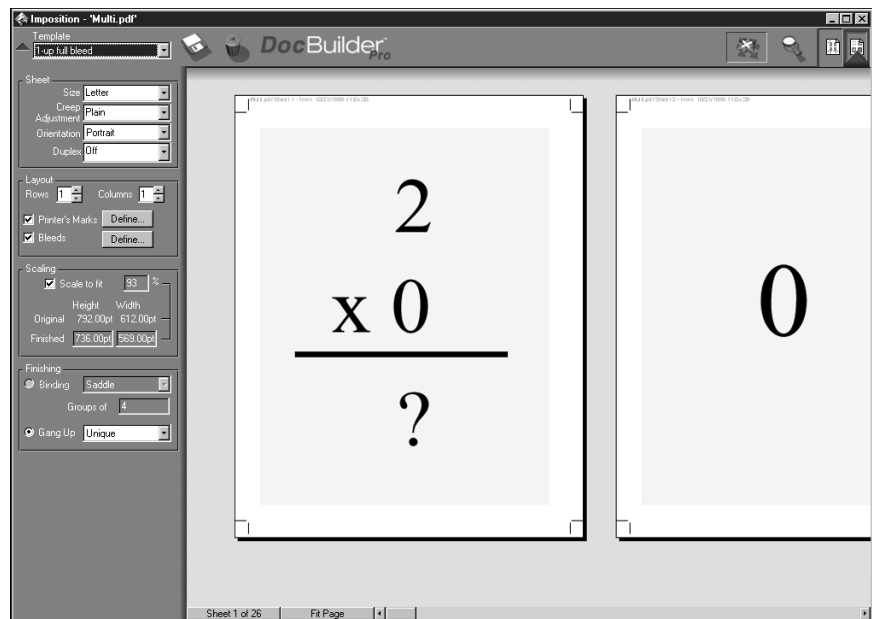 Imposition - 'Multi.pdf'
Template
1-up full bleed
DocBuilder™
Pro
Sheet
Size Letter
Creep
Adjustment Plain
Orientation Portrait
Duplex Off
Layout
Rows 1 Columns 1
Printer's Marks Define...
Bleeds Define...
Scaling
Scale to fit 93 %
Height Width
Original 792.00pt 612.00pt
Finished 736.00pt 569.00pt
Finishing
Binding Saddle
Groups of 4
Gang Up Unique
2
x 0
?
0
Sheet 1 of 26 Fit Page